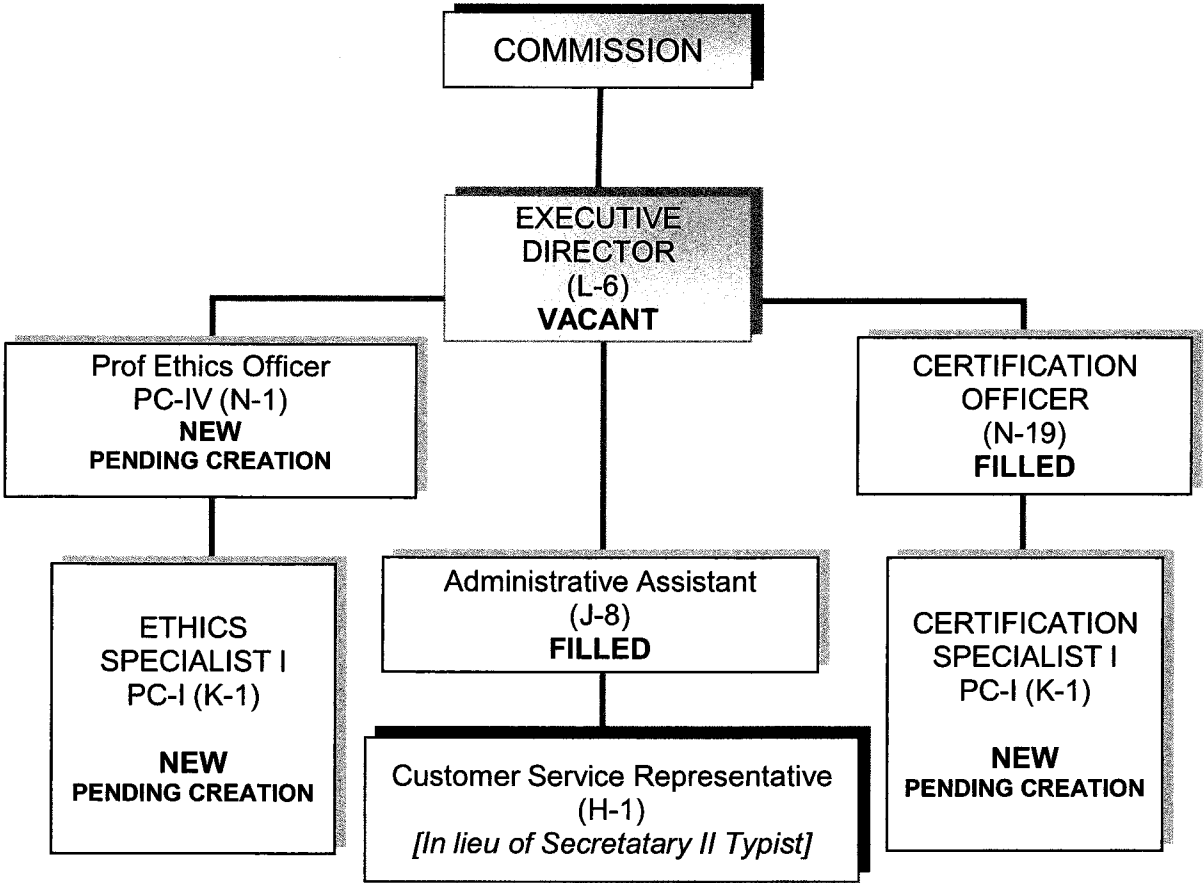 COMMISSION
EXECUTIVE
DIRECTOR
(L-6)
VACANT
Prof Ethics Officer
PC-IV (N-1)
NEW
PENDING CREATION
CERTIFICATION
OFFICER
(N-19)
FILLED
ETHICS
SPECIALIST I
PC-I (K-1)
NEW
PENDING CREATION
Administrative Assistant
(J-8)
FILLED
CERTIFICATION
SPECIALIST I
PC-I (K-1)
NEW
PENDING CREATION
Customer Service Representative
(H-1)
[In lieu of Secretatary II Typist]